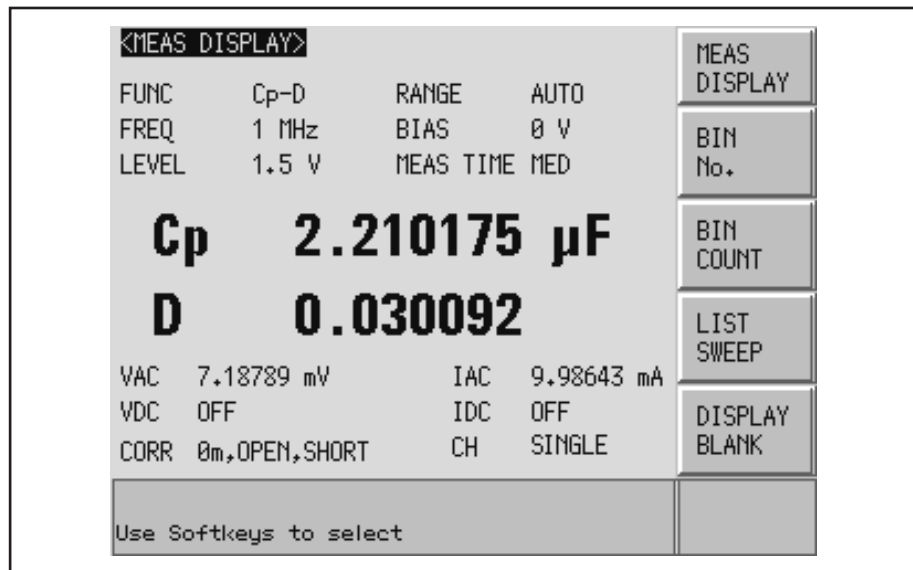 <MEAS DISPLAY>
FUNC Cp-D RANGE AUTO
FREQ 1 MHz BIAS 0 V
LEVEL 1.5 V MEAS TIME MED
Cp 2.210175 µF
D 0.030092
VAC 7.18789 mV IAC 9.98643 mA
VDC OFF IDC OFF
CORR 0m,OPEN,SHORT CH SINGLE
Use Softkeys to select
MEAS
DISPLAY
BIN
No.
BIN
COUNT
LIST
SWEEP
DISPLAY
BLANK